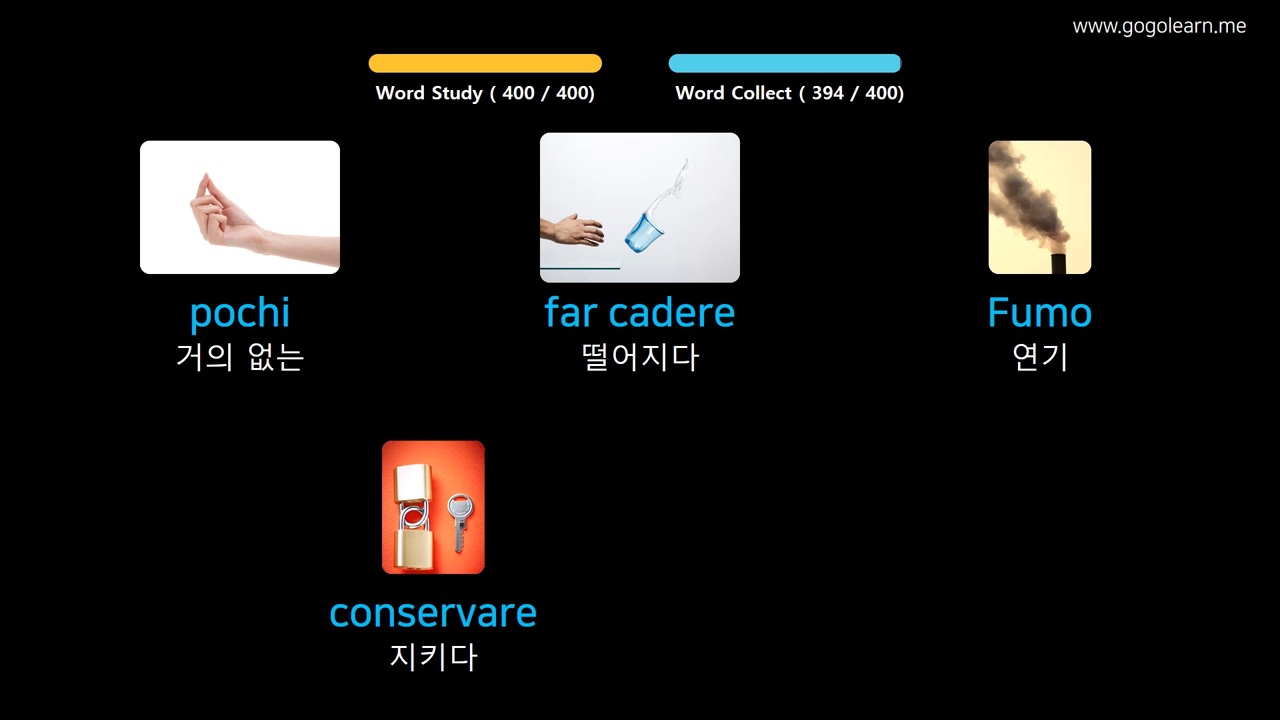 www.gogolearn.me
Word Study ( 400 / 400)
Word Collect ( 394 / 400)
pochi
거의 없는
far cadere
떨어지다
Fumo
연기
conservare
지키다